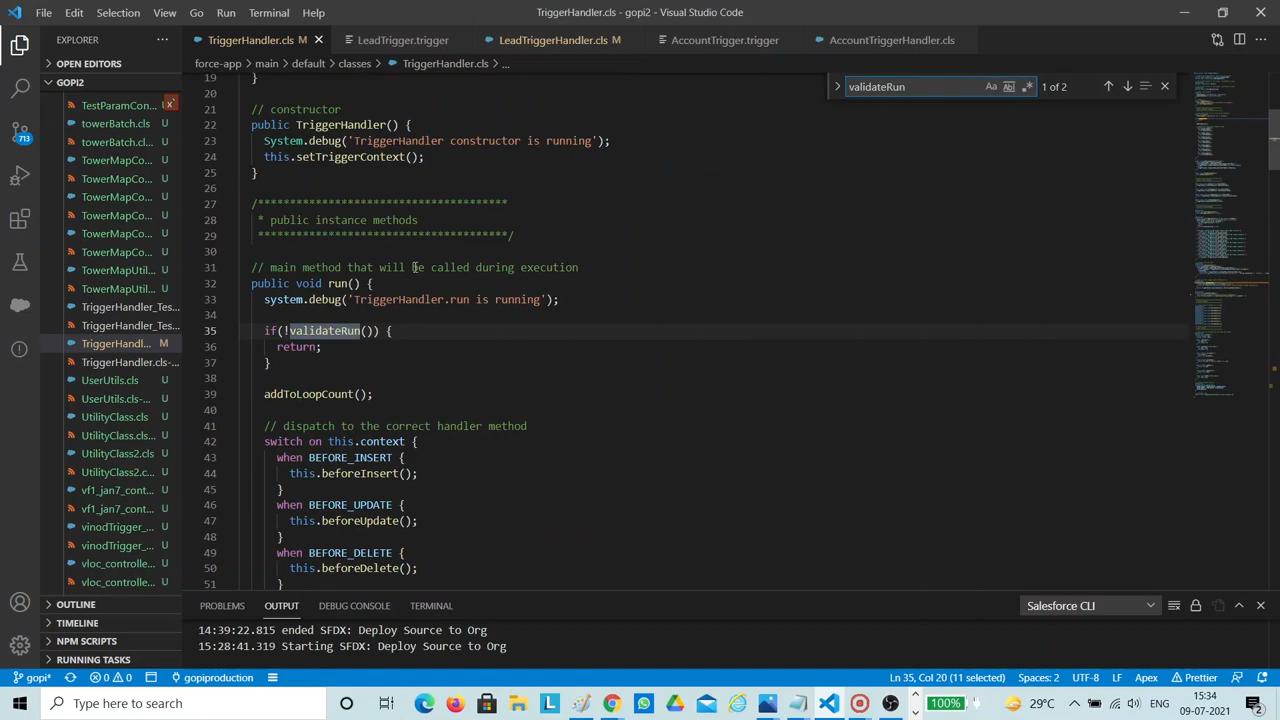 File Edit Selection View Go Run Terminal Help TriggerHandler.cls - gopi2 - Visual Studio Code
EXPLORER
TriggerHandler.cls M
LeadTrigger.trigger
LeadTriggerHandler.cls M
AccountTrigger.trigger
AccountTriggerHandler.cls
OPEN EDITORS
GOPI2
force-app > main > default > classes > TriggerHandler.cls
validateRun
1 of 2
TestParamCon... x
towerBatch.cls U
towerBatch.cls... U
TowerMapCo... U
TowerMapCo... U
TowerMapCo... U
TowerMapCo... U
TowerMapCo... U
TowerMapUtil... U
TowerMapUtil... U
TriggerHandler_Tes...
TriggerHandler_Tes...
TriggerHandl... M
TriggerHandler.cls-...
UserUtils.cls U
UserUtils.cls-... U
UtilityClass.cls U
UtilityClass.cls... U
UtilityClass2.c... U
UtilityClass2.c... U
vf1_jan7_cont... U
vf1_jan7_cont... U
vinodTrigger_... U
vinodTrigger_... U
vloc_controlle... U
vloc_controlle... U
OUTLINE
TIMELINE
NPM SCRIPTS
RUNNING TASKS
713
19 }
20
21 // constructor
22 public TriggerHandler() {
23 System.debug('TriggerHandler constructor is running');
24 this.setTriggerContext();
25 }
26
27 /***************************************
28 * public instance methods
29 ***************************************/
30
31 // main method that will be called during execution
32 public void run() {
33
34
35 if(!validateRun()) {
36 return;
37 }
38
39 addToLoopCount();
40
41 // dispatch to the correct handler method
42 switch on this.context {
43 when BEFORE_INSERT {
44 this.beforeInsert();
45 }
46 when BEFORE_UPDATE {
47 this.beforeUpdate();
48 }
49 when BEFORE_DELETE {
50 this.beforeDelete();
51 }
PROBLEMS OUTPUT DEBUG CONSOLE TERMINAL
Salesforce CLI
14:39:22.815 ended SFDX: Deploy Source to Org
15:28:41.319 Starting SFDX: Deploy Source to Org
gopi* 0 0 gopiproduction
Ln 35, Col 20 (11 selected) Spaces: 2 UTF-8 LF Apex Prettier
Type here to search
100%
29°C
ENG
15:34
09-07-2021
2